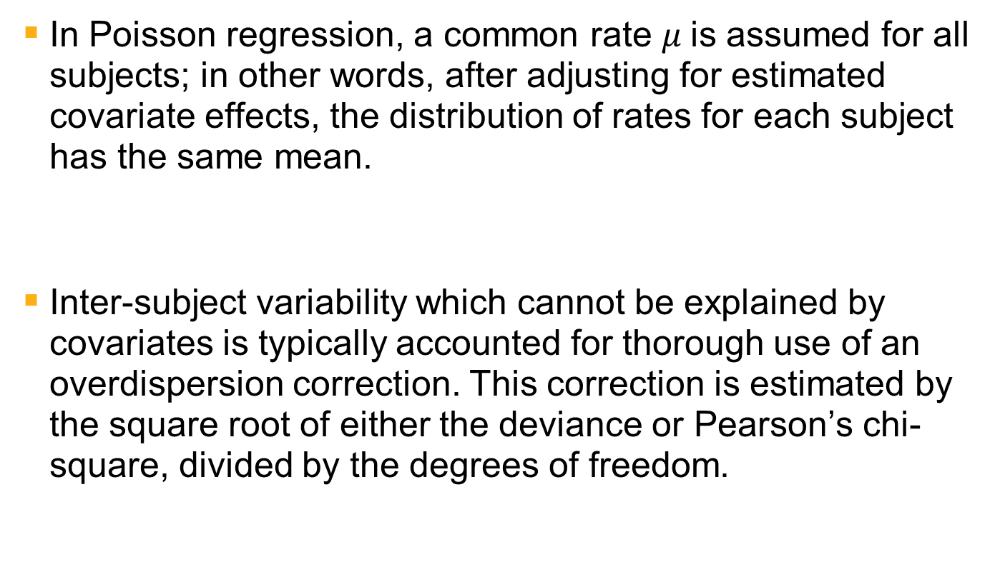 ▪ In Poisson regression, a common rate μ is assumed for all
subjects; in other words, after adjusting for estimated
covariate effects, the distribution of rates for each subject
has the same mean.
▪ Inter-subject variability which cannot be explained by
covariates is typically accounted for thorough use of an
overdispersion correction. This correction is estimated by
the square root of either the deviance or Pearson’s chi-
square, divided by the degrees of freedom.